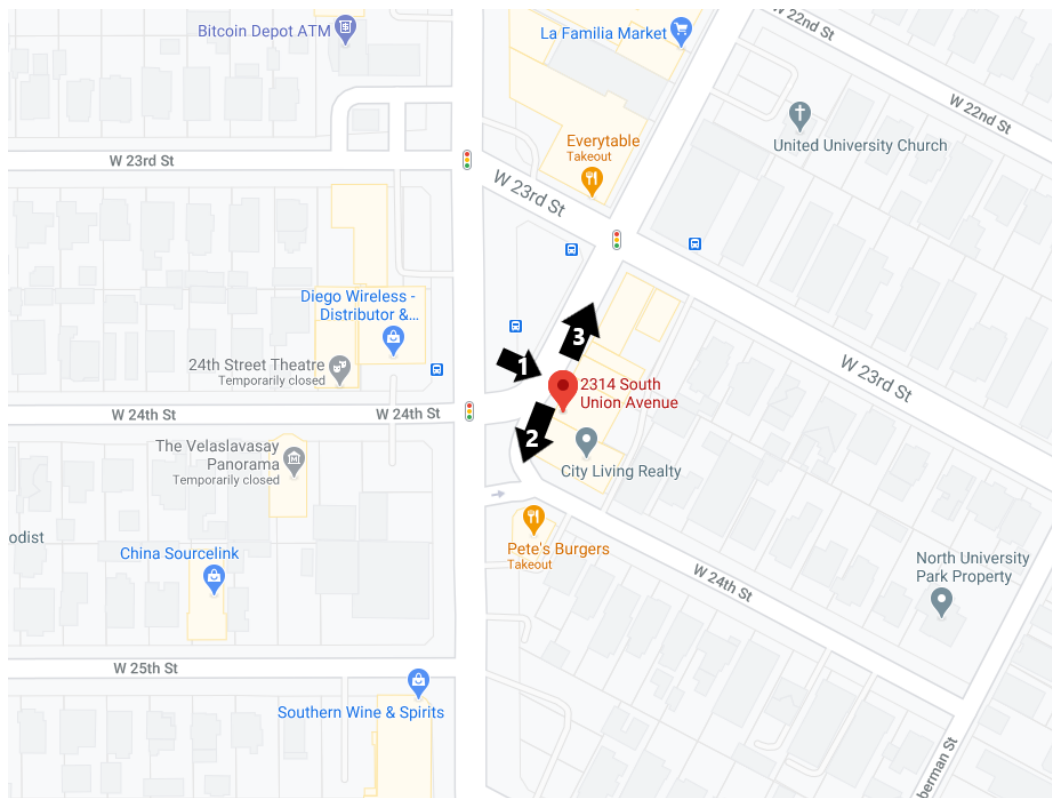 Bitcoin Depot ATM
La Familia Market
W 22nd St
W 22nd St
Everytable
Takeout
United University Church
W 23rd St
W 23rd St
Diego Wireless -
Distributor &...
3
24th Street Theatre
Temporarily closed
1
2314 South
Union Avenue
W 23rd St
W 24th St
W 24th St
2
The Velaslavasay
Panorama
Temporarily closed
City Living Realty
odist
China Sourcelink
Pete's Burgers
Takeout
W 24th St
North University
Park Property
W 25th St
Southern Wine & Spirits
berman St